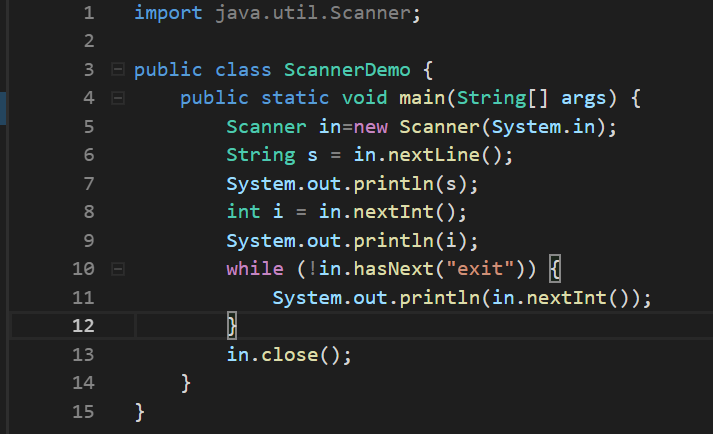 1 import java.util.Scanner;
2
3 public class ScannerDemo {
4     public static void main(String[] args) {
5         Scanner in=new Scanner(System.in);
6         String s = in.nextLine();
7         System.out.println(s);
8         int i = in.nextInt();
9         System.out.println(i);
10         while (!in.hasNext("exit")) {
11             System.out.println(in.nextInt());
12         }
13         in.close();
14     }
15 }